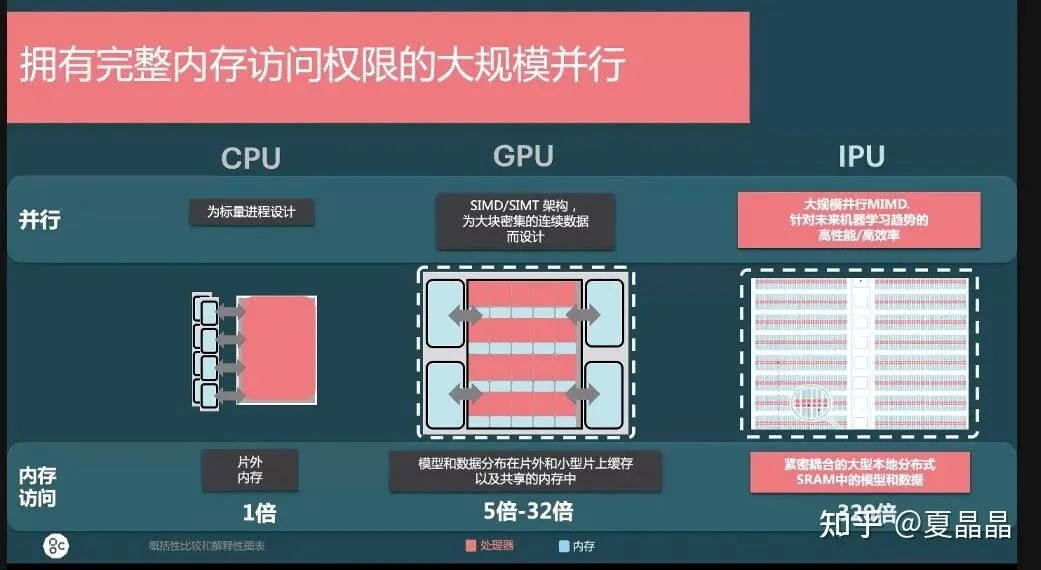 拥有完整内存访问权限的大规模并行
CPU
GPU
IPU
并行
为标量进程设计
SIMD/SIMT 架构，
为大块密集的连续数据
而设计
大规模并行MIMD.
针对未来机器学习趋势的
高性能/高效率
内存
访问
片外
内存
1倍
模型和数据分布在片外和小型片上缓存
以及共享的内存中
5倍-32倍
紧密耦合的大型本地分布式
SRAM中的模型和数据
概括性比较和解释性图表
处理器
内存
知乎 @夏晶晶